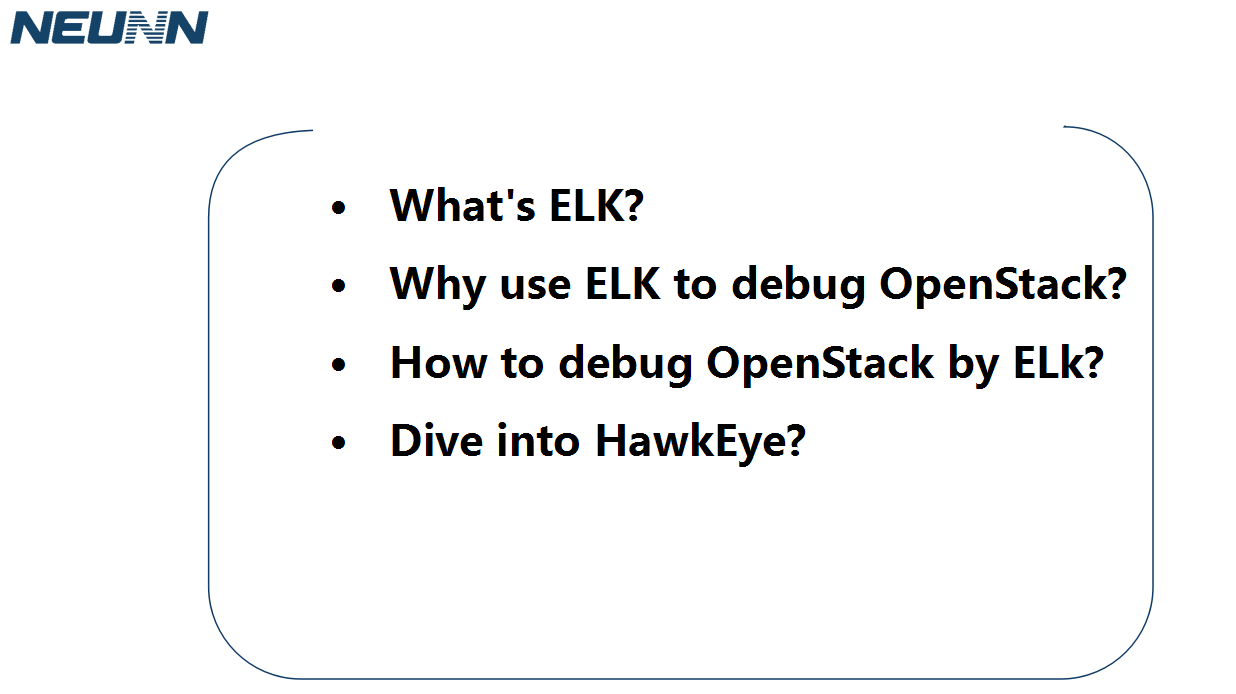 NEUNN
• What's ELK?
• Why use ELK to debug OpenStack?
• How to debug OpenStack by ELk?
• Dive into HawkEye?